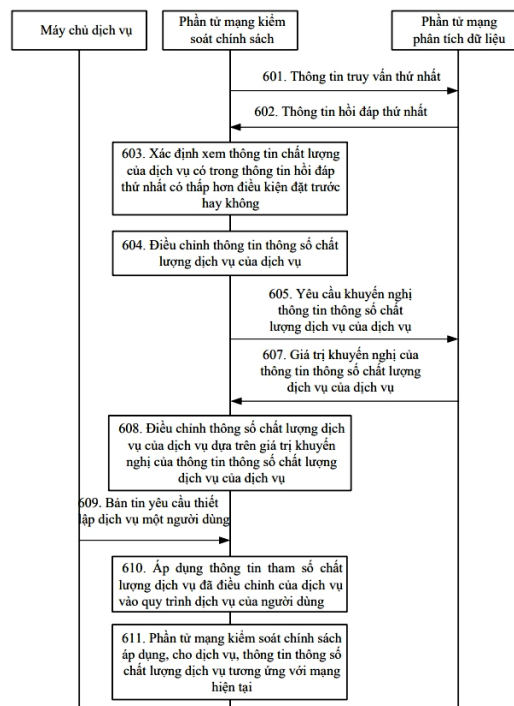 Máy chủ dịch vụ
Phần tử mạng kiểm
soát chính sách
Phần tử mạng
phân tích dữ liệu
601. Thông tin truy vấn thứ nhất
602. Thông tin hồi đáp thứ nhất
603. Xác định xem thông tin chất lượng
của dịch vụ có trong thông tin hồi đáp
thứ nhất có thấp hơn điều kiện đặt trước
hay không
604. Điều chỉnh thông tin thông số chất
lượng dịch vụ của dịch vụ
605. Yêu cầu khuyến nghị
thông tin thông số chất
lượng dịch vụ của dịch vụ
607. Giá trị khuyến nghị của
thông tin thông số chất lượng
dịch vụ của dịch vụ
608. Điều chỉnh thông số chất lượng dịch
vụ của dịch vụ dựa trên giá trị khuyến
nghị của thông tin thông số chất lượng
dịch vụ của dịch vụ
609. Bản tin yêu cầu thiết
lập dịch vụ một người dùng
610. Áp dụng thông tin tham số chất
lượng dịch vụ đã điều chỉnh của dịch vụ
vào quy trình dịch vụ của người dùng
611. Phần tử mạng kiểm soát chính sách
áp dụng, cho dịch vụ, thông tin thông số
chất lượng dịch vụ tương ứng với mạng
hiện tại